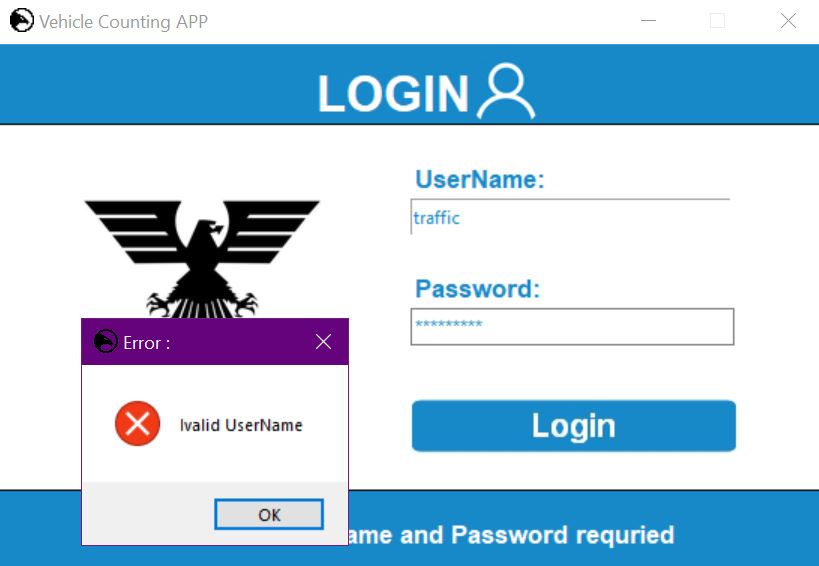 Vehicle Counting APP
LOGIN
UserName:
traffic
Password:
*********
Login
Error :
Ivalid UserName
OK
ame and Password requried